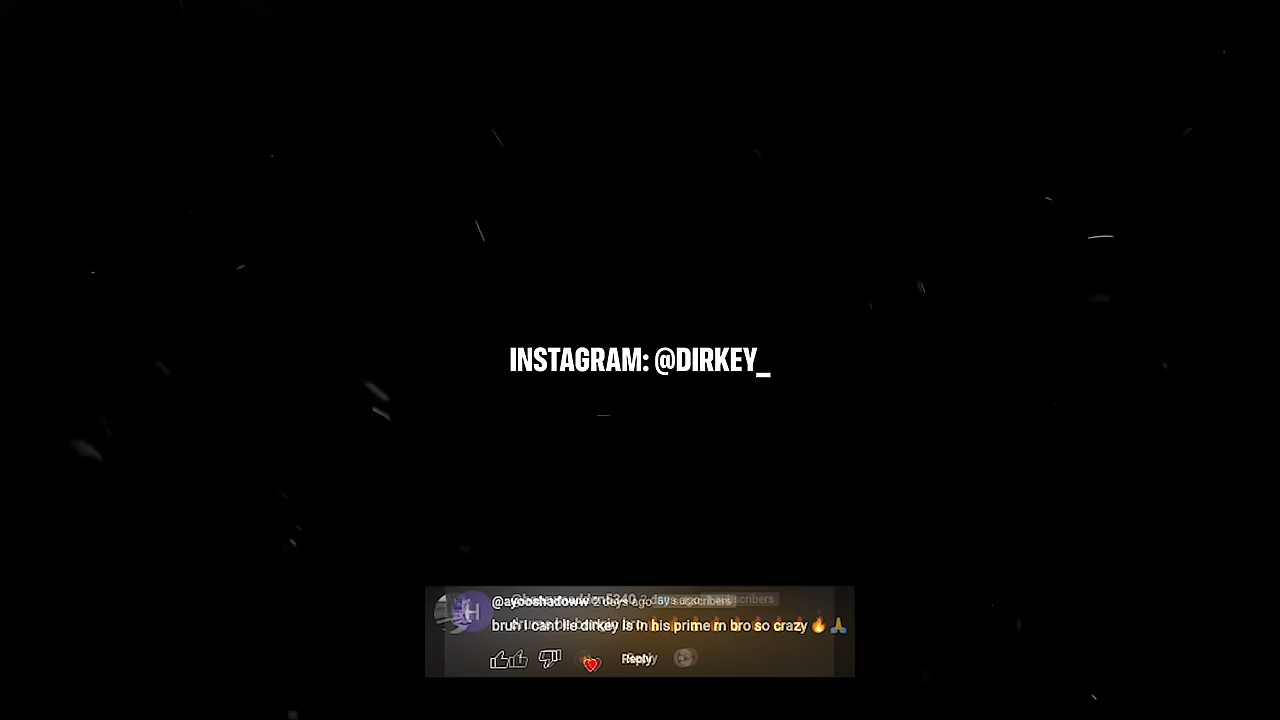 INSTAGRAM: @DIRKEY_
@ayooshadoww 2 days ago subscribers
bruh i cant lie dirkey is in his prime rn bro so crazy 🔥 🙏
Reply